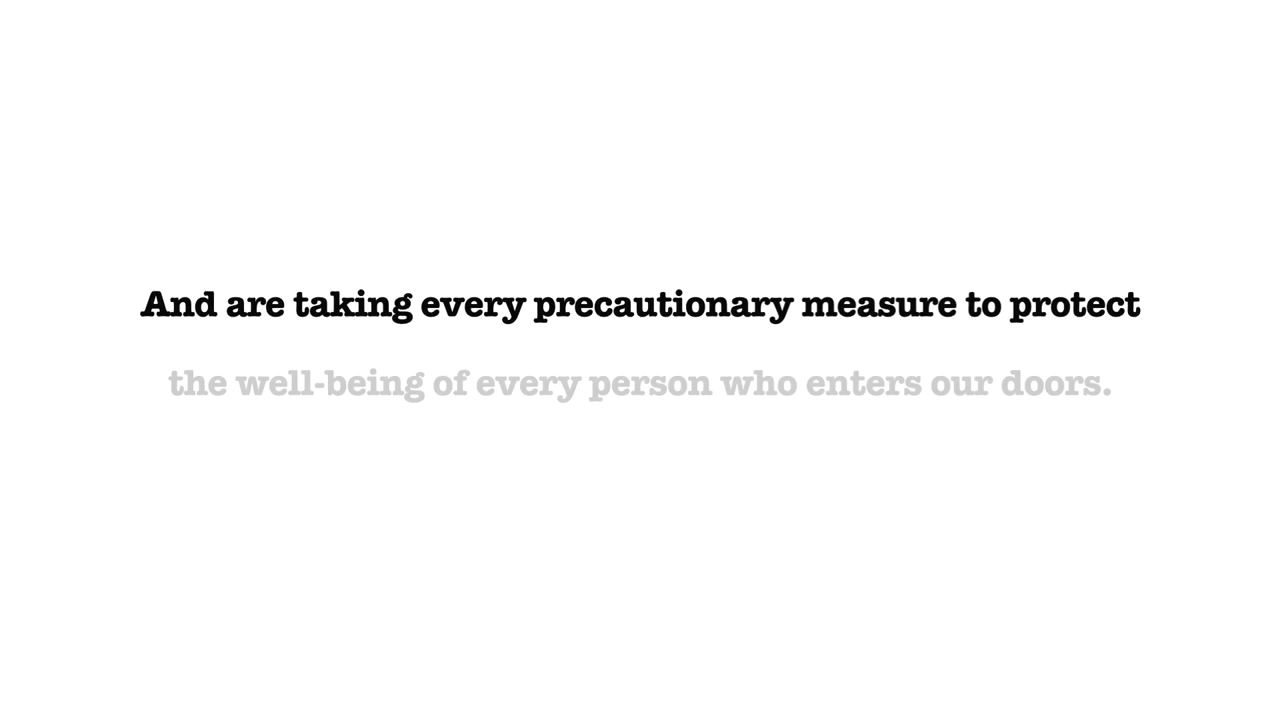 And are taking every precautionary measure to protect
the well-being of every person who enters our doors.